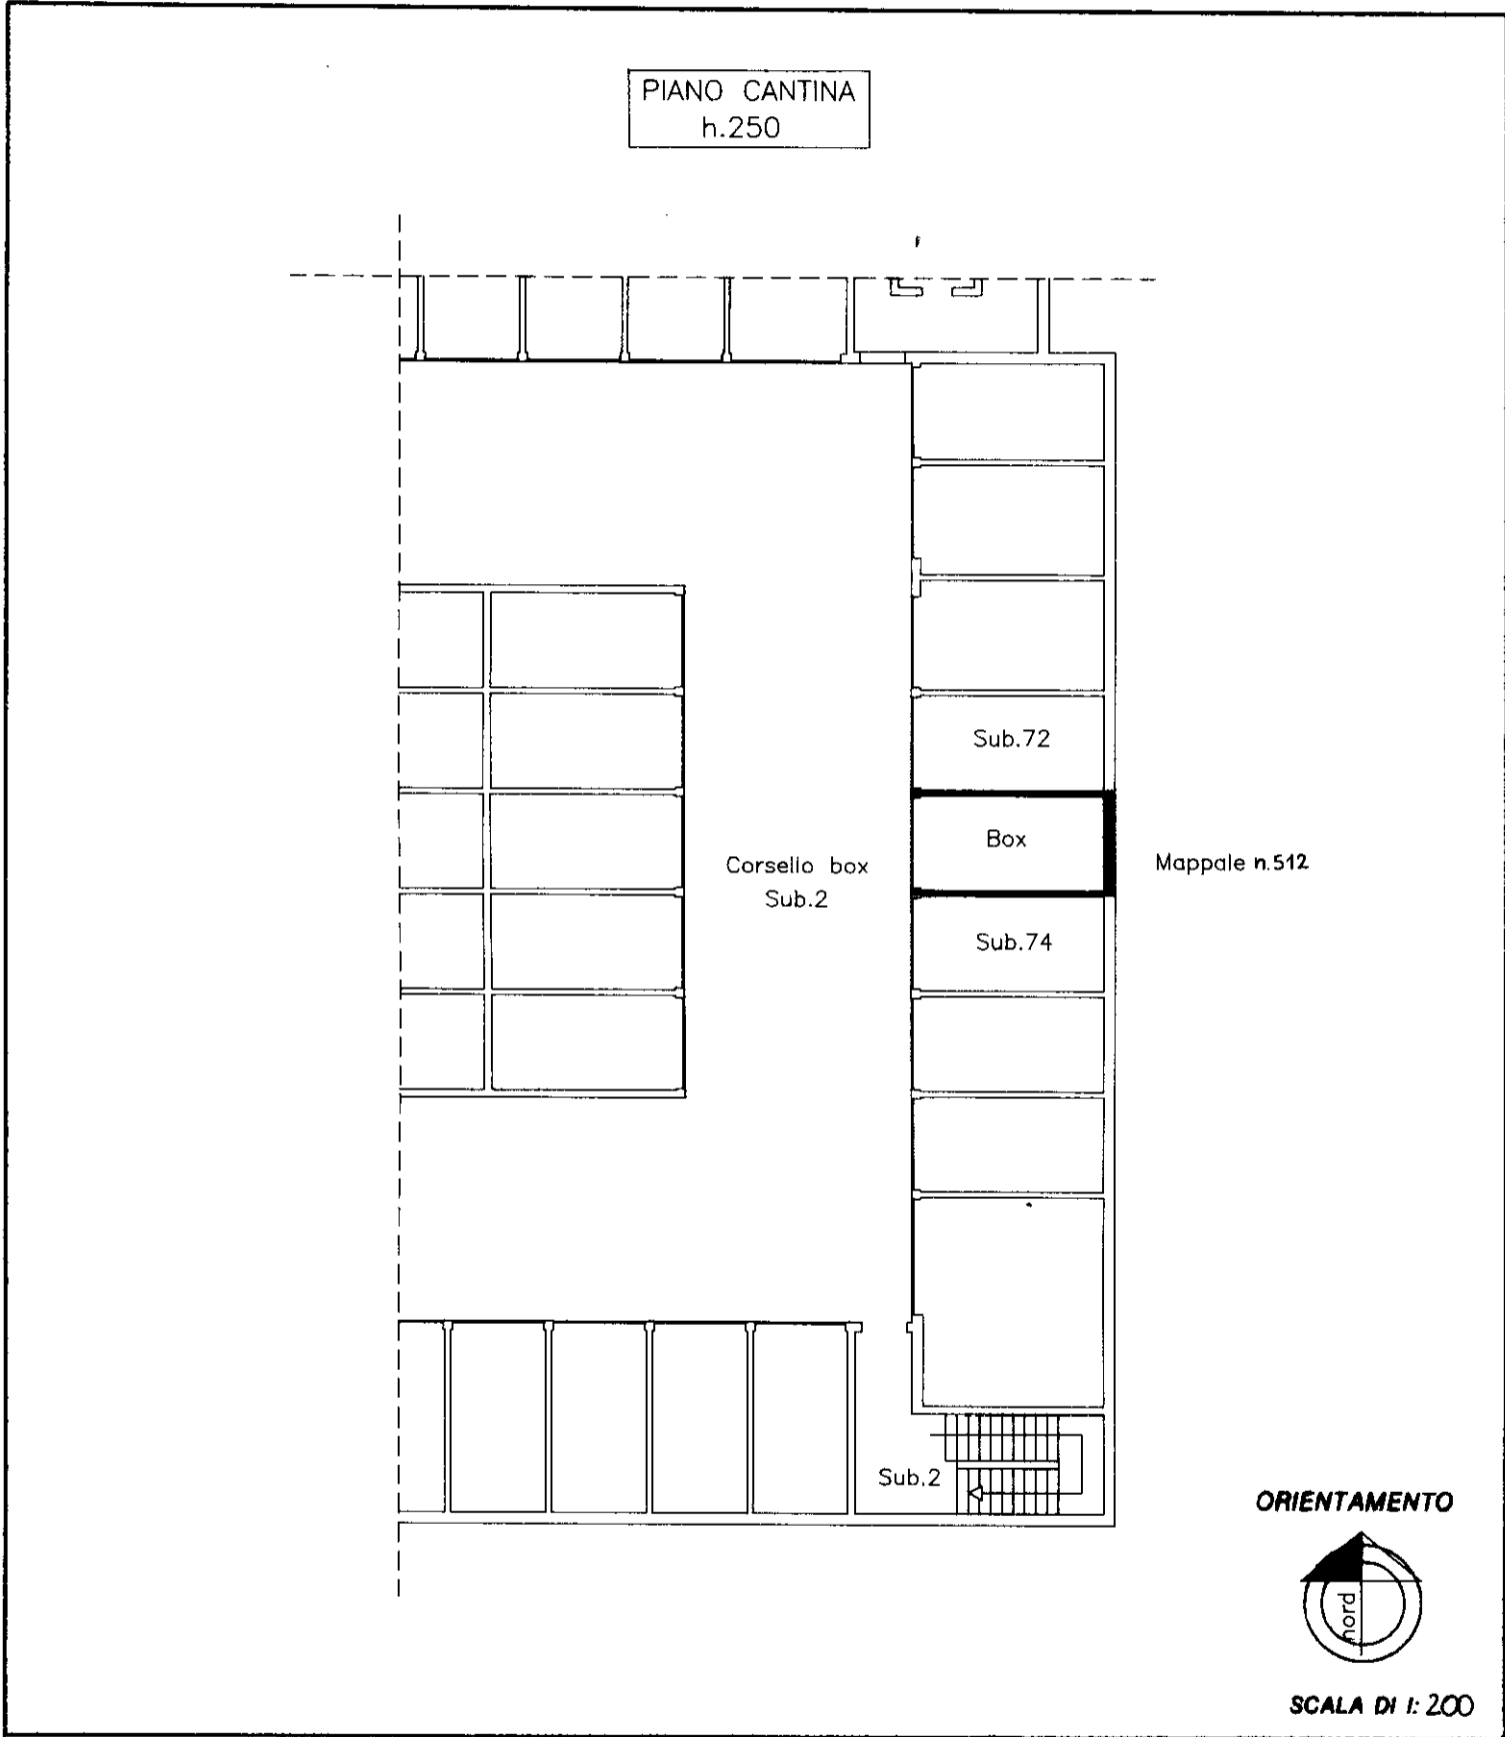 PIANO CANTINA
h.250
Sub.72
Box
Corsello box
Sub.2
Mappale n.512
Sub.74
Sub.2
ORIENTAMENTO
nord
SCALA DI 1: 200